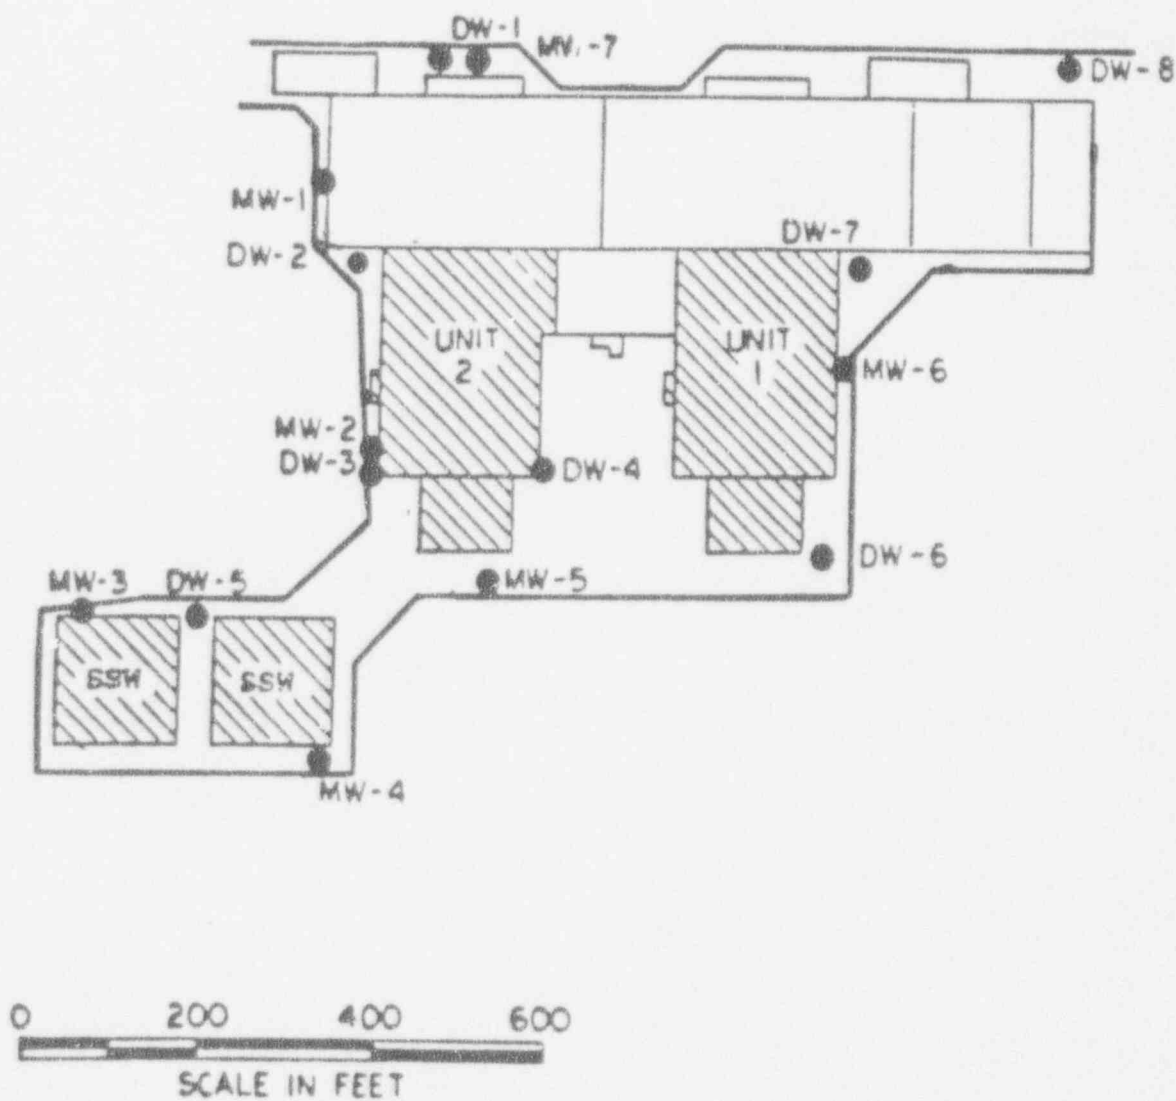 DW-1
MW-7
DW-8
MW-1
DW-2
DW-7
UNIT
2
UNIT
1
MW-6
MW-2
DW-3
DW-4
DW-6
MW-3
DW-5
MW-5
SSW
SSW
MW-4
0 200 400 600
SCALE IN FEET